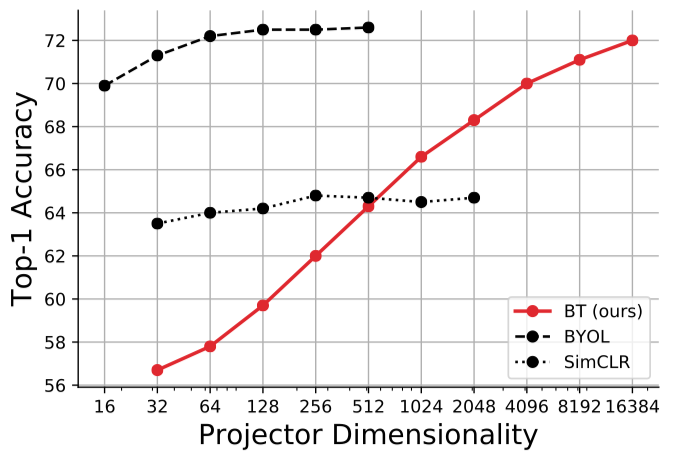 72
70
68
66
64
62
60
58
56
Top-1 Accuracy
BT (ours)
BYOL
SimCLR
16 32 64 128 256 512 1024 2048 4096 8192 16384
Projector Dimensionality